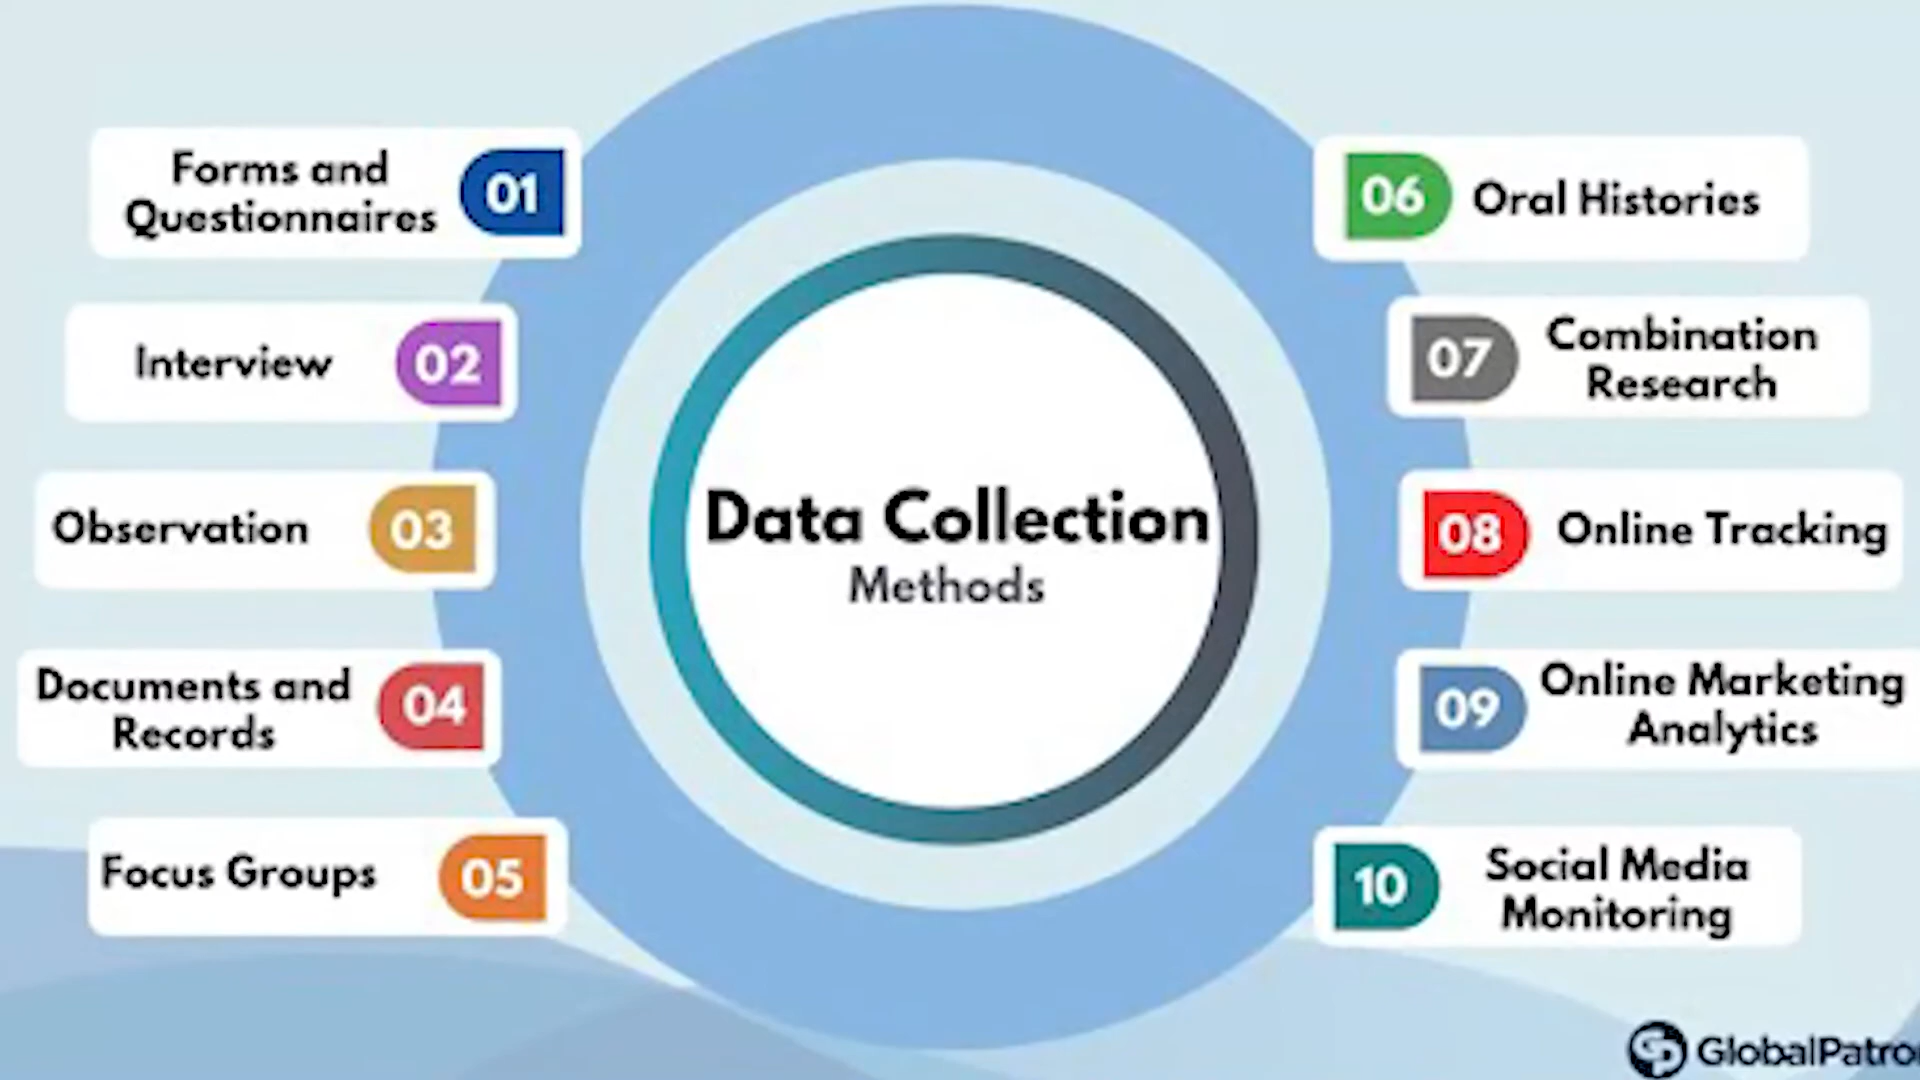 Forms and
Questionnaires
01
Interview
02
Observation
03
Documents and
Records
04
Focus Groups
05
Data Collection
Methods
06
Oral Histories
07
Combination
Research
08
Online Tracking
09
Online Marketing
Analytics
10
Social Media
Monitoring